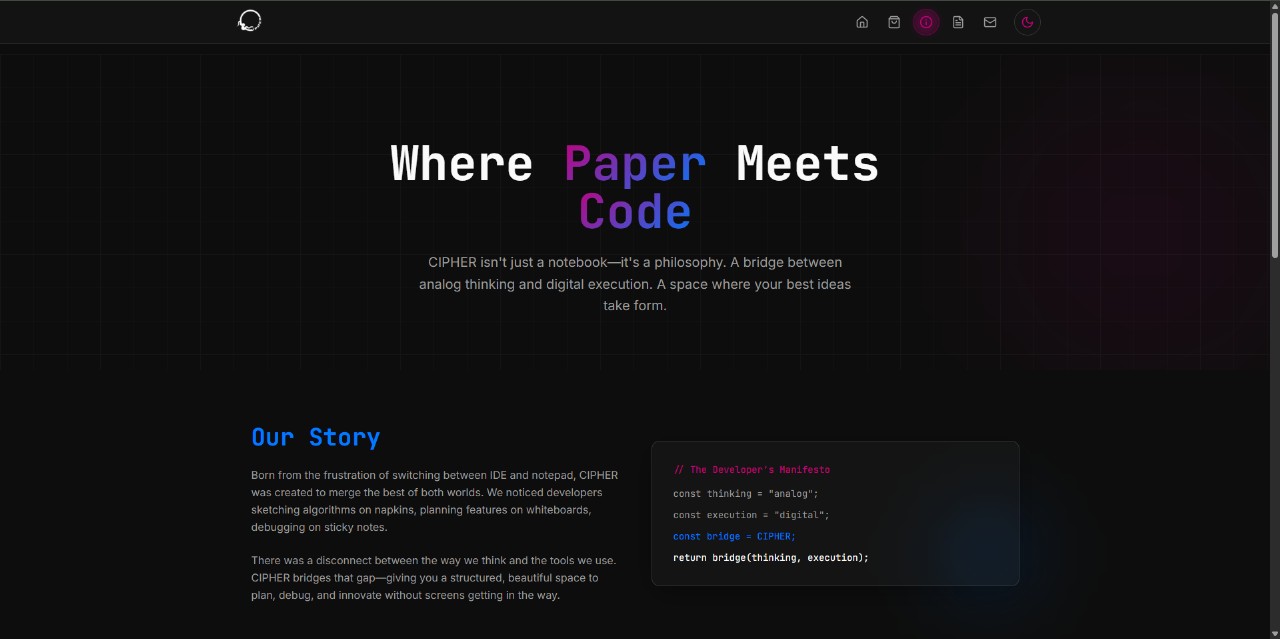 Where Paper Meets
Code
CIPHER isn't just a notebook—it's a philosophy. A bridge between
analog thinking and digital execution. A space where your best ideas
take form.
Our Story
Born from the frustration of switching between IDE and notepad, CIPHER
was created to merge the best of both worlds. We noticed developers
sketching algorithms on napkins, planning features on whiteboards,
debugging on sticky notes.
There was a disconnect between the way we think and the tools we use.
CIPHER bridges that gap—giving you a structured, beautiful space to
plan, debug, and innovate without screens getting in the way.
// The Developer's Manifesto
const thinking = "analog";
const execution = "digital";
const bridge = CIPHER;
return bridge(thinking, execution);